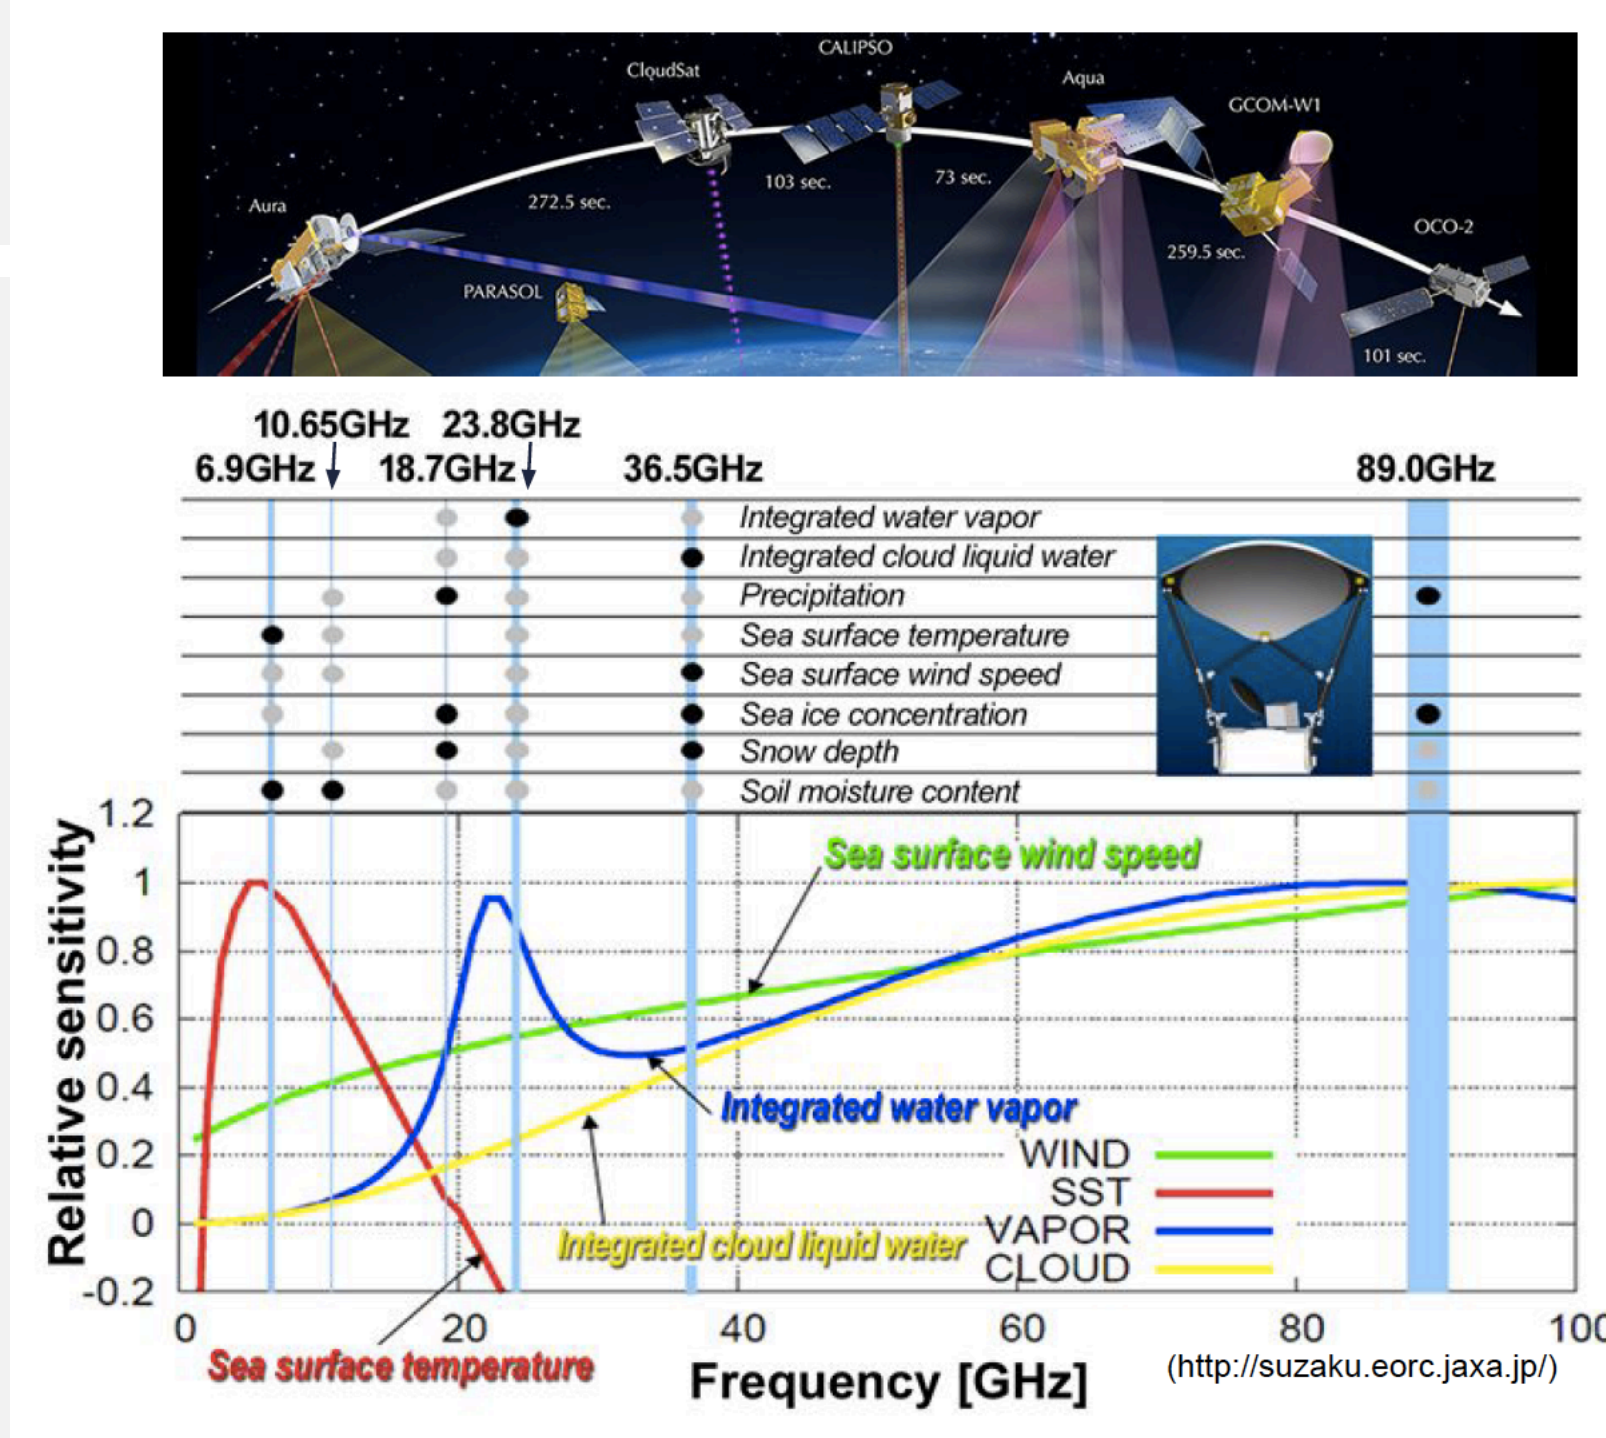 CALIPSO
CloudSat
Aqua
GCOM-W1
103 sec.
73 sec.
Aura
272.5 sec.
OCO-2
259.5 sec.
PARASOL
101 sec.
10.65GHz 23.8GHz
6.9GHz 18.7GHz 36.5GHz 89.0GHz
Integrated water vapor
Integrated cloud liquid water
Precipitation
Sea surface temperature
Sea surface wind speed
Sea ice concentration
Snow depth
Soil moisture content
Relative sensitivity
1.2
1
0.8
0.6
0.4
0.2
0
-0.2
Sea surface wind speed
Integrated water vapor
Integrated cloud liquid water
WIND
SST
VAPOR
CLOUD
0 20 40 60 80 100
Sea surface temperature
Frequency [GHz]
(http://suzaku.eorc.jaxa.jp/)